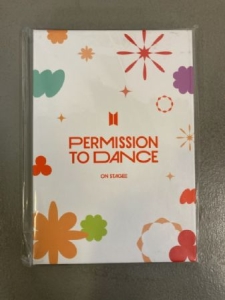 PERMISSION
TO DANCE
ON STAGE